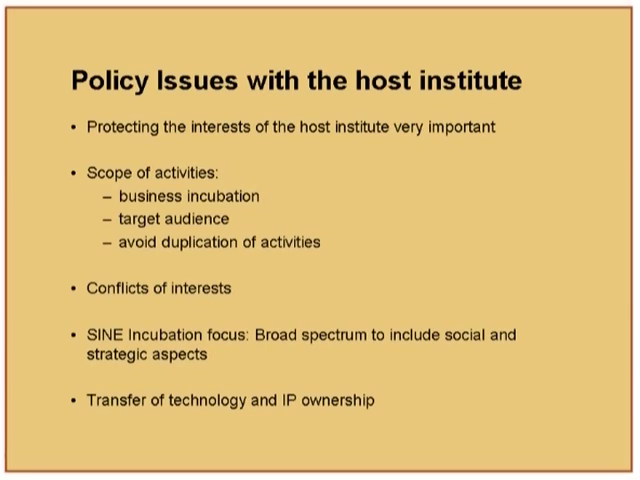 Policy Issues with the host institute
• Protecting the interests of the host institute very important
• Scope of activities:
– business incubation
– target audience
– avoid duplication of activities
• Conflicts of interests
• SINE Incubation focus: Broad spectrum to include social and
strategic aspects
• Transfer of technology and IP ownership